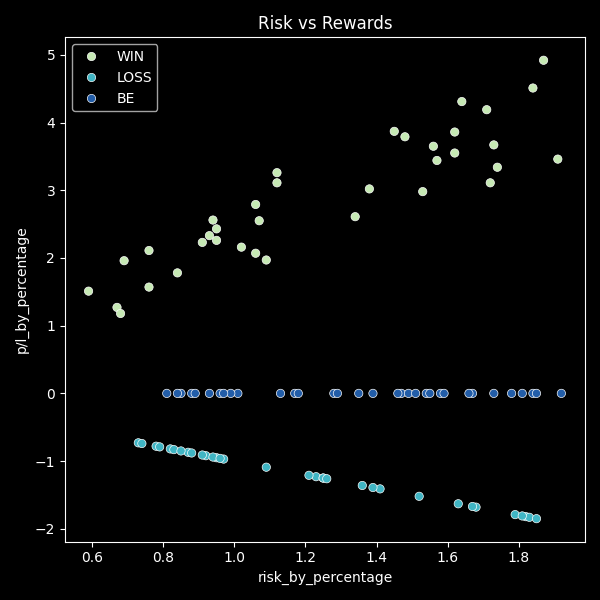 Risk vs Rewards
WIN
LOSS
BE
p/l_by_percentage
5
4
3
2
1
0
−1
−2
0.6 0.8 1.0 1.2 1.4 1.6 1.8
risk_by_percentage